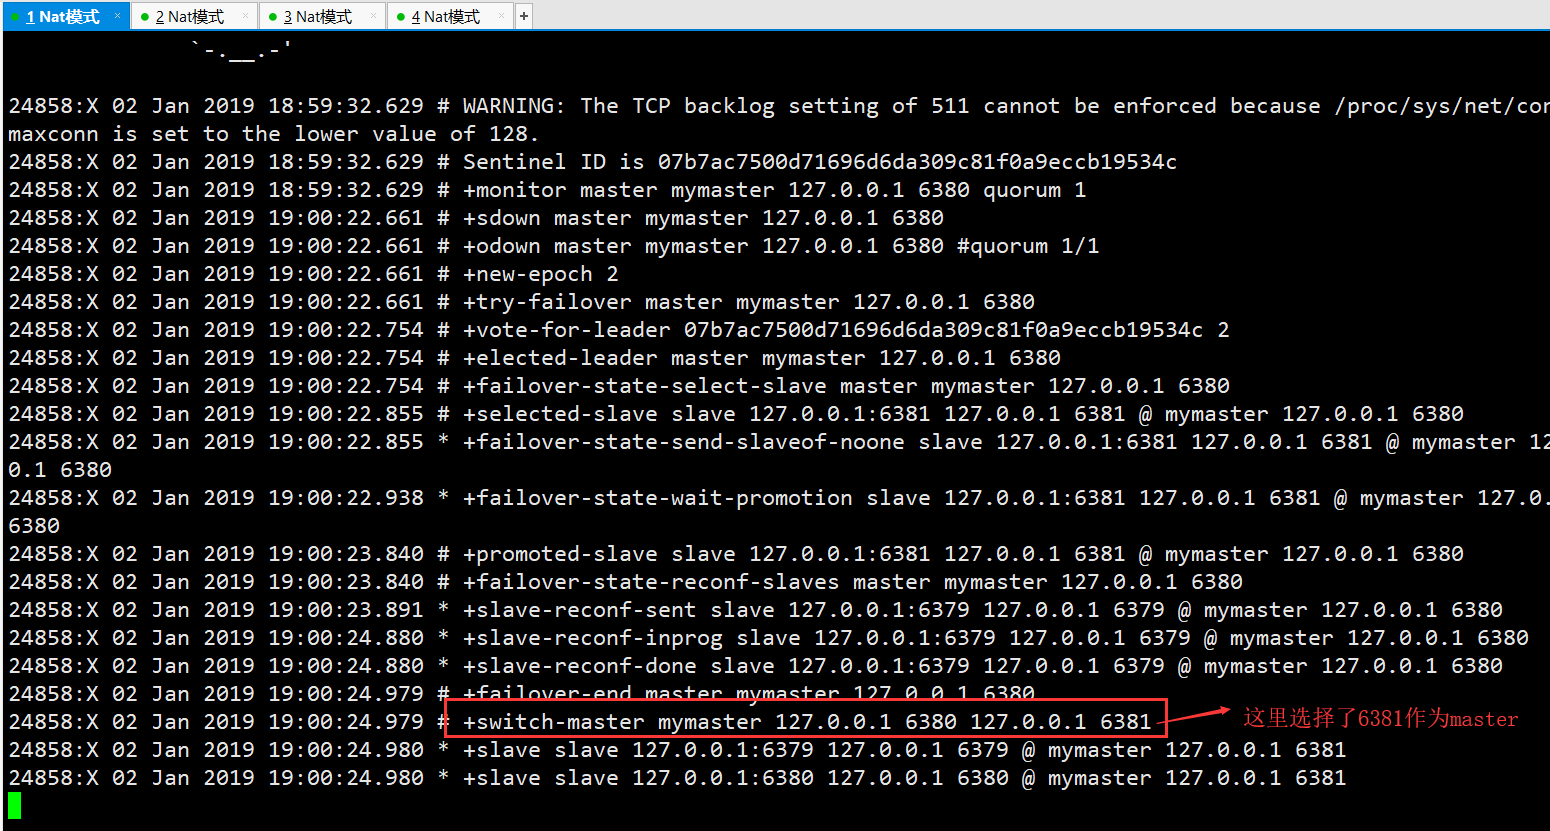 1 Nat模式 × 2 Nat模式 × 3 Nat模式 × 4 Nat模式 × +
`-.__.-'
24858:X 02 Jan 2019 18:59:32.629 # WARNING: The TCP backlog setting of 511 cannot be enforced because /proc/sys/net/cor
maxconn is set to the lower value of 128.
24858:X 02 Jan 2019 18:59:32.629 # Sentinel ID is 07b7ac7500d71696d6da309c81f0a9eccb19534c
24858:X 02 Jan 2019 18:59:32.629 # +monitor master mymaster 127.0.0.1 6380 quorum 1
24858:X 02 Jan 2019 19:00:22.661 # +sdown master mymaster 127.0.0.1 6380
24858:X 02 Jan 2019 19:00:22.661 # +odown master mymaster 127.0.0.1 6380 #quorum 1/1
24858:X 02 Jan 2019 19:00:22.661 # +new-epoch 2
24858:X 02 Jan 2019 19:00:22.661 # +try-failover master mymaster 127.0.0.1 6380
24858:X 02 Jan 2019 19:00:22.754 # +vote-for-leader 07b7ac7500d71696d6da309c81f0a9eccb19534c 2
24858:X 02 Jan 2019 19:00:22.754 # +elected-leader master mymaster 127.0.0.1 6380
24858:X 02 Jan 2019 19:00:22.754 # +failover-state-select-slave master mymaster 127.0.0.1 6380
24858:X 02 Jan 2019 19:00:22.855 # +selected-slave slave 127.0.0.1:6381 127.0.0.1 6381 @ mymaster 127.0.0.1 6380
24858:X 02 Jan 2019 19:00:22.855 * +failover-state-send-slaveof-noone slave 127.0.0.1:6381 127.0.0.1 6381 @ mymaster 12
0.1 6380
24858:X 02 Jan 2019 19:00:22.938 * +failover-state-wait-promotion slave 127.0.0.1:6381 127.0.0.1 6381 @ mymaster 127.0.
6380
24858:X 02 Jan 2019 19:00:23.840 # +promoted-slave slave 127.0.0.1:6381 127.0.0.1 6381 @ mymaster 127.0.0.1 6380
24858:X 02 Jan 2019 19:00:23.840 # +failover-state-reconf-slaves master mymaster 127.0.0.1 6380
24858:X 02 Jan 2019 19:00:23.891 * +slave-reconf-sent slave 127.0.0.1:6379 127.0.0.1 6379 @ mymaster 127.0.0.1 6380
24858:X 02 Jan 2019 19:00:24.880 * +slave-reconf-inprog slave 127.0.0.1:6379 127.0.0.1 6379 @ mymaster 127.0.0.1 6380
24858:X 02 Jan 2019 19:00:24.880 * +slave-reconf-done slave 127.0.0.1:6379 127.0.0.1 6379 @ mymaster 127.0.0.1 6380
24858:X 02 Jan 2019 19:00:24.979 # +failover-end master mymaster 127.0.0.1 6380
24858:X 02 Jan 2019 19:00:24.979 # +switch-master mymaster 127.0.0.1 6380 127.0.0.1 6381 这里选择了6381作为master
24858:X 02 Jan 2019 19:00:24.980 * +slave slave 127.0.0.1:6379 127.0.0.1 6379 @ mymaster 127.0.0.1 6381
24858:X 02 Jan 2019 19:00:24.980 * +slave slave 127.0.0.1:6380 127.0.0.1 6380 @ mymaster 127.0.0.1 6381